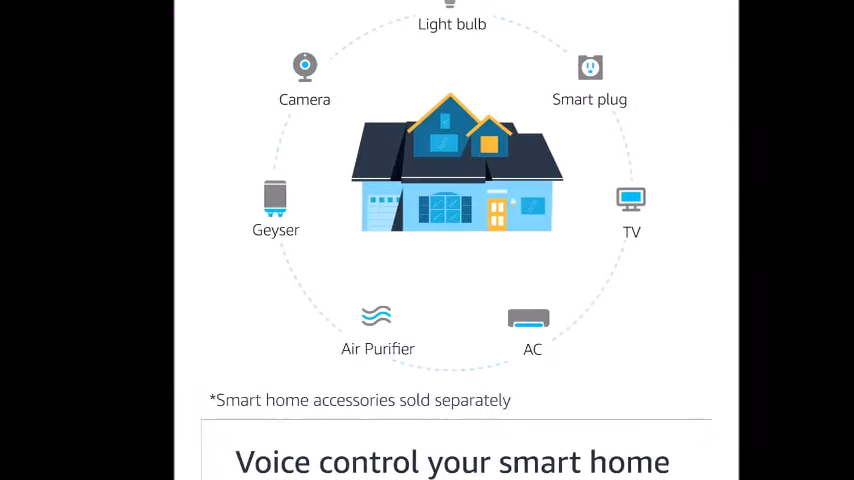 Light bulb
Camera
Smart plug
Geyser
TV
Air Purifier
AC
*Smart home accessories sold separately
Voice control your smart home